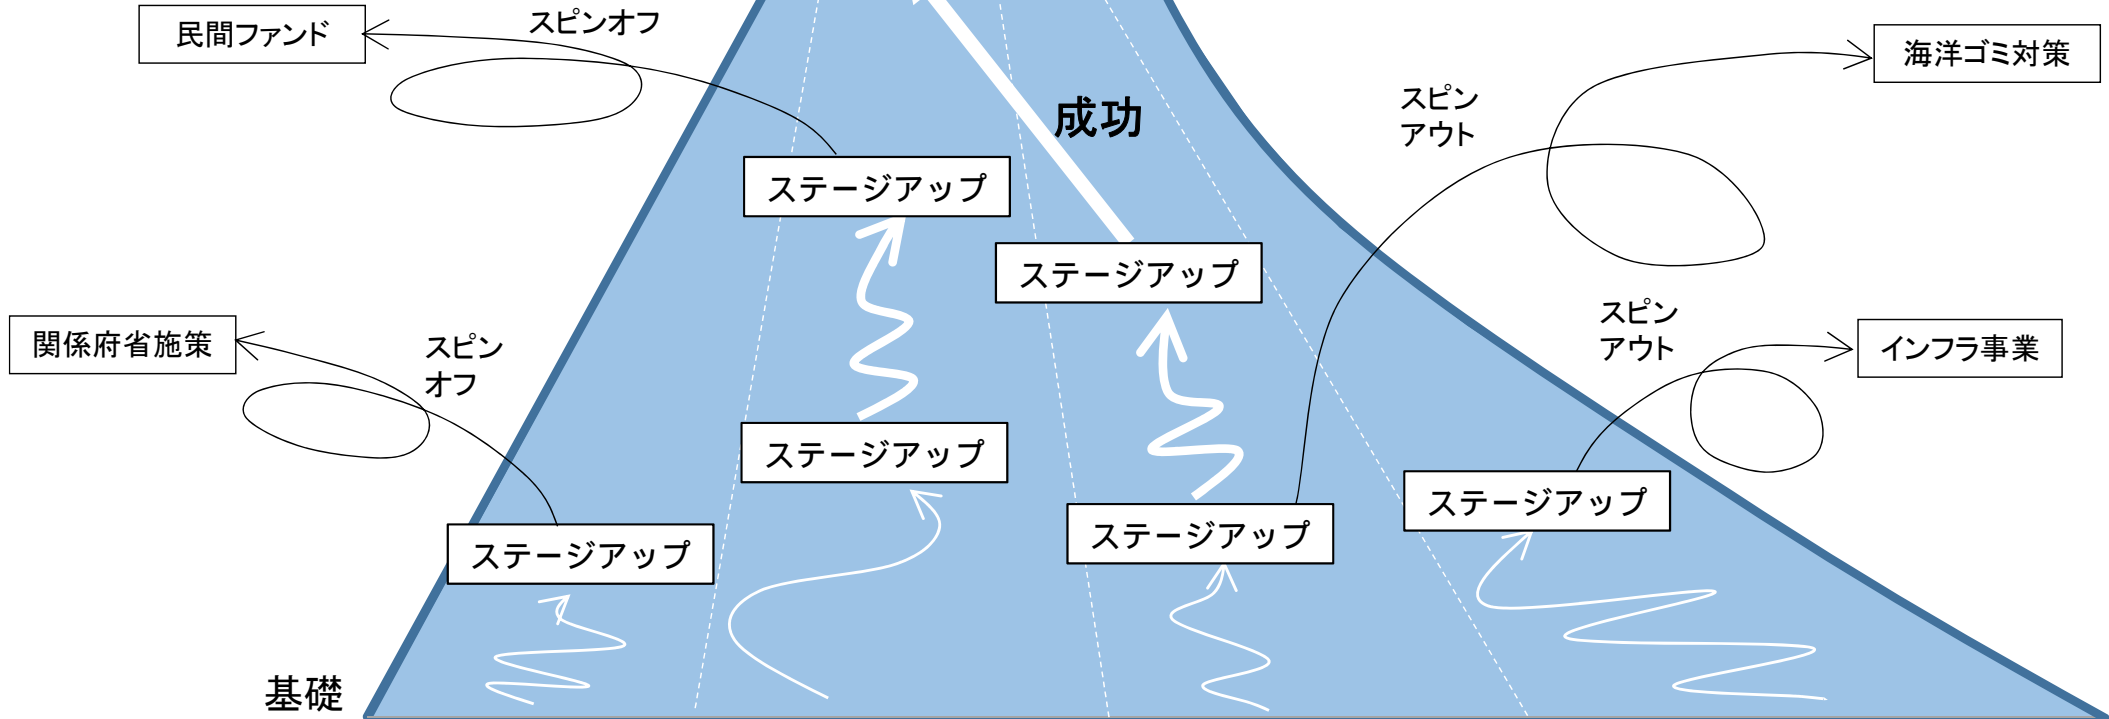 民間ファンド
スピンオフ
海洋ゴミ対策
スピン
アウト
成功
ステージアップ
ステージアップ
スピン
アウト
インフラ事業
関係府省施策
スピン
オフ
ステージアップ
ステージアップ
ステージアップ
ステージアップ
基礎